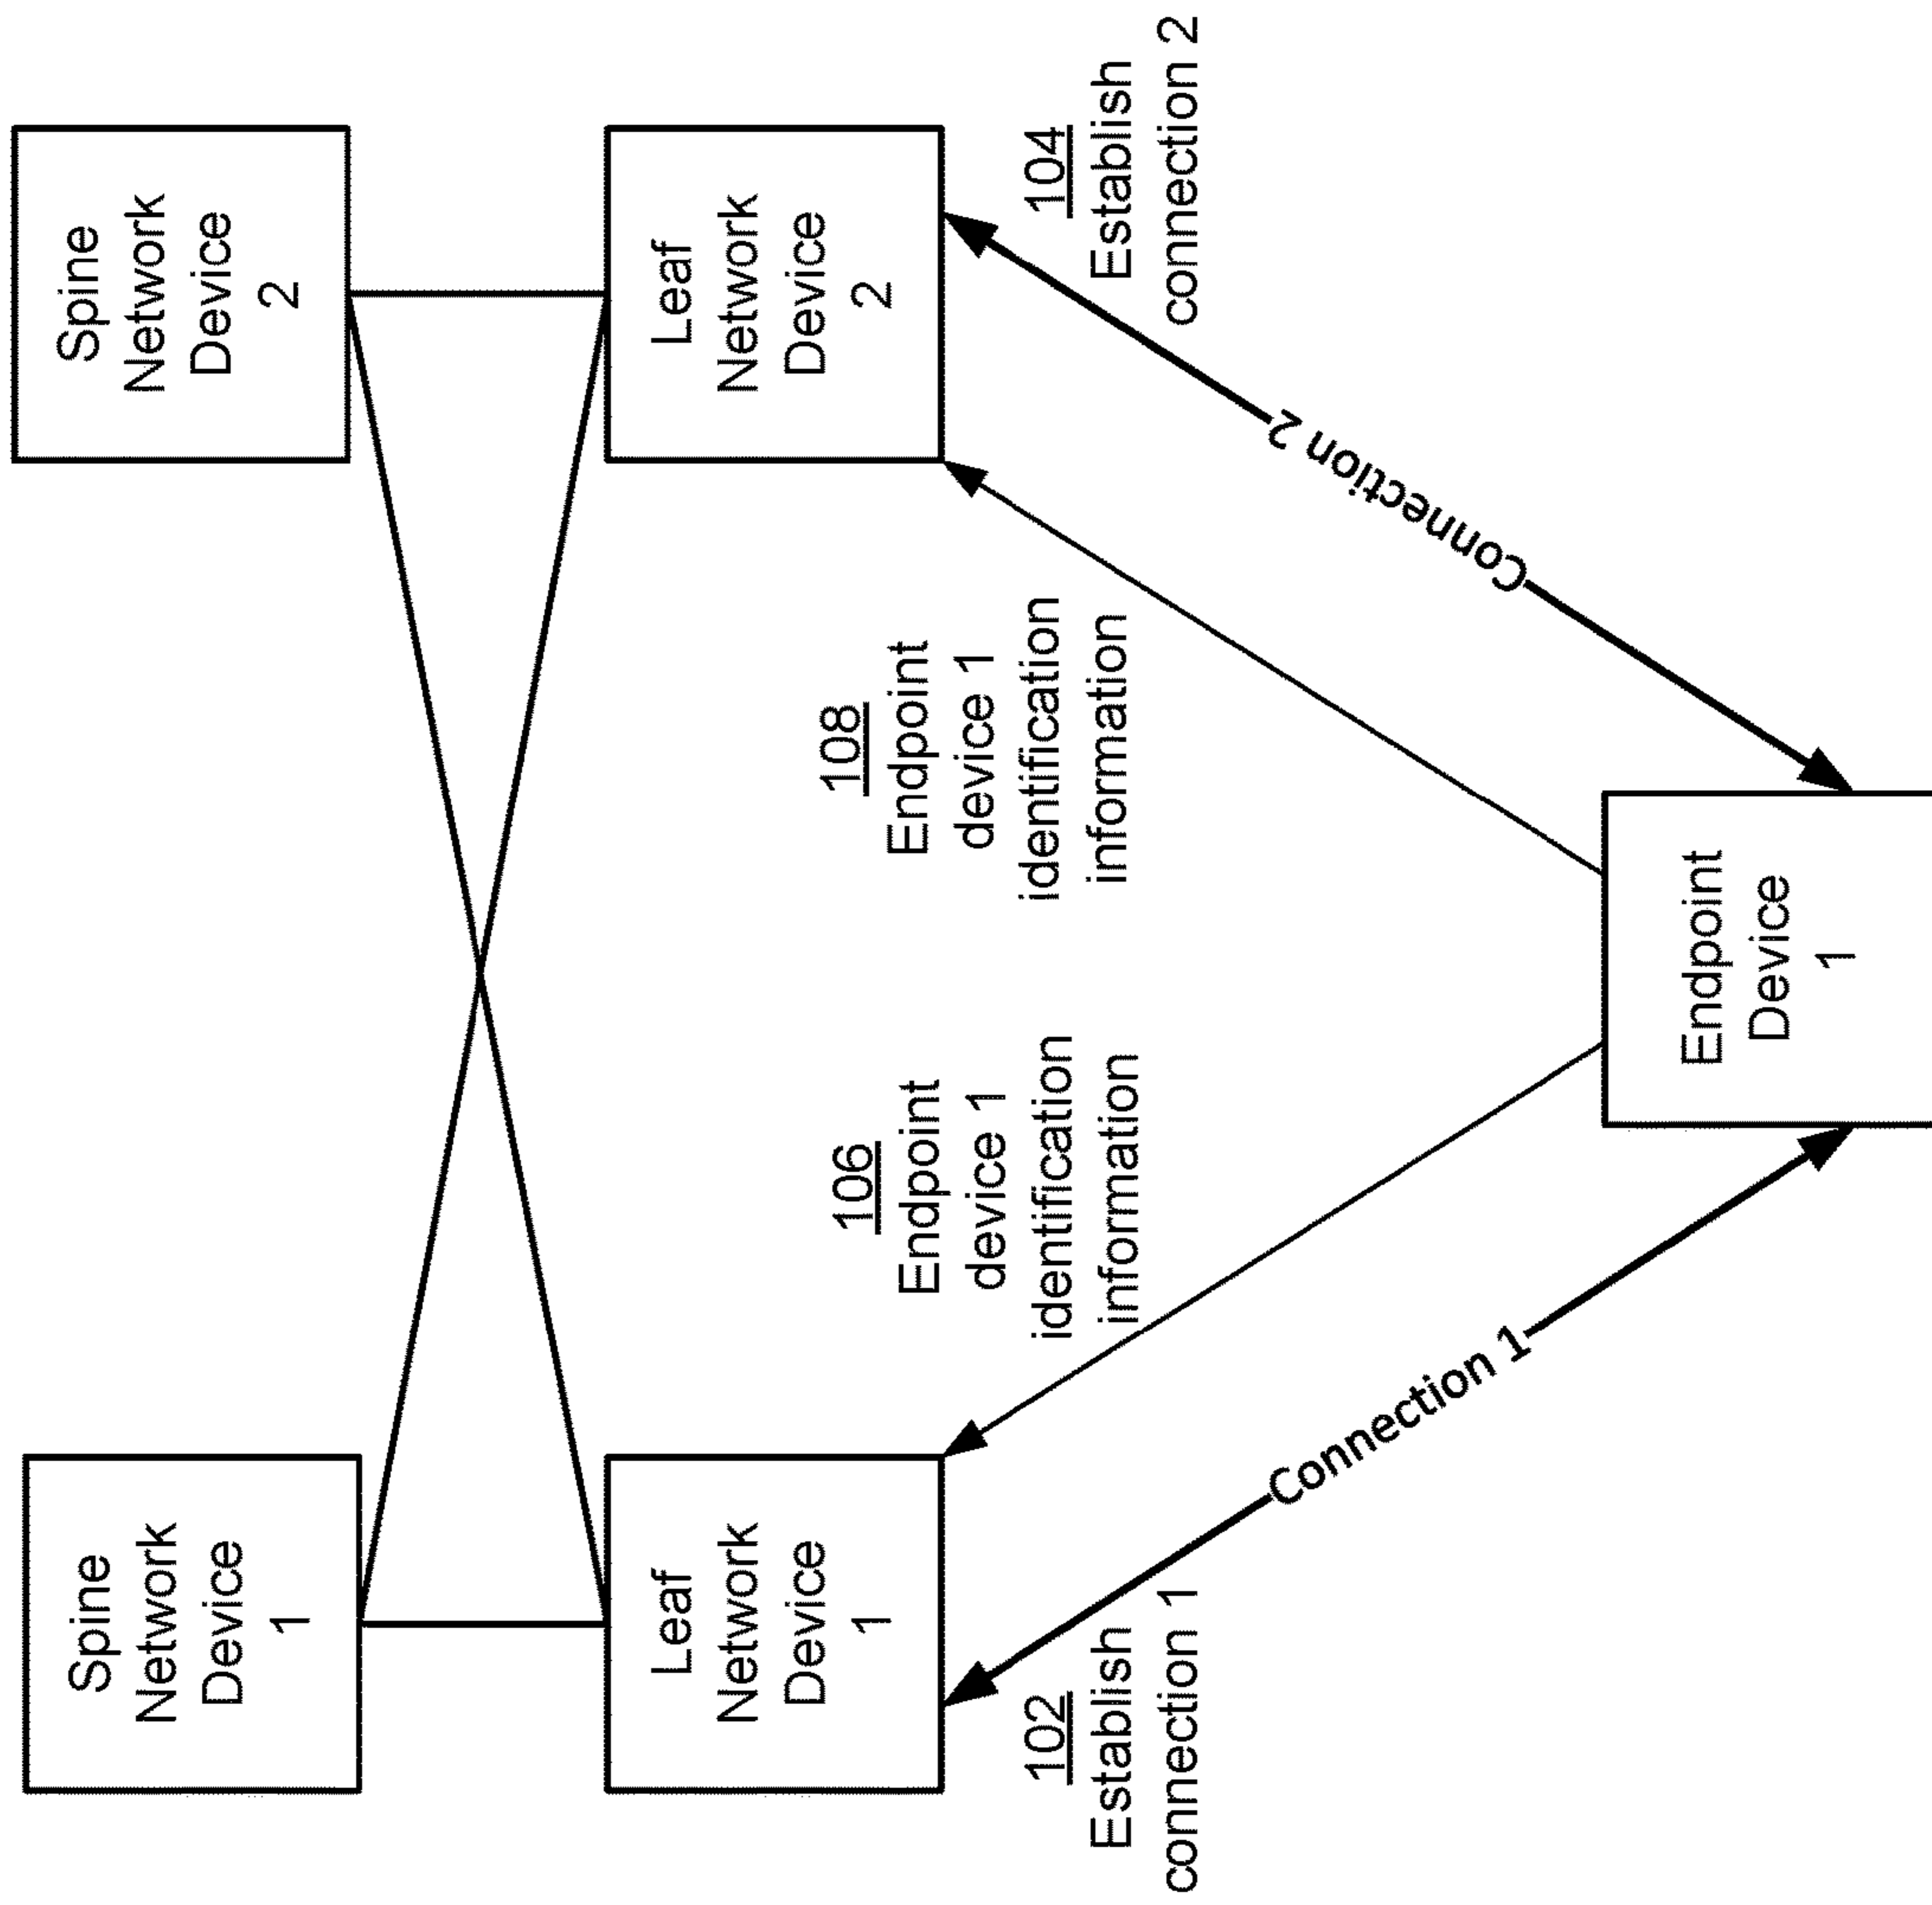 Spine
Network
Device
1
Spine
Network
Device
2
Leaf
Network
Device
1
Leaf
Network
Device
2
102
Establish
connection 1
104
Establish
connection 2
106
Endpoint
device 1
identification
information
108
Endpoint
device 1
identification
information
Connection 1
Connection 2
Endpoint
Device
1